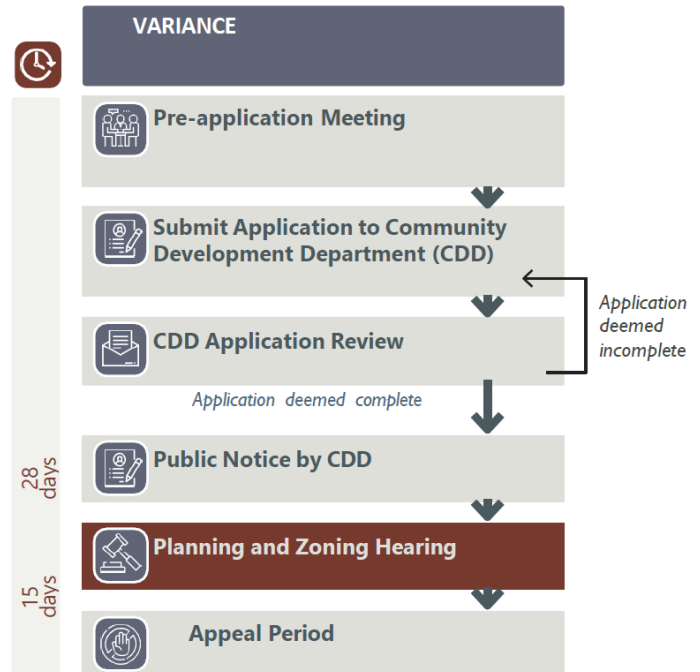 VARIANCE
Pre-application Meeting
Submit Application to Community
Development Department (CDD)
Application
deemed
incomplete
CDD Application Review
Application deemed complete
28
days
Public Notice by CDD
Planning and Zoning Hearing
15
days
Appeal Period